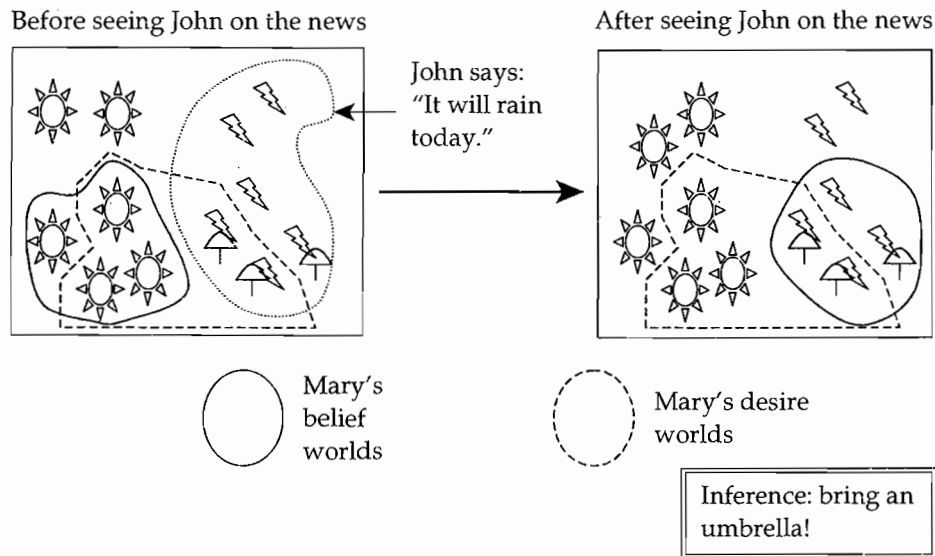 Before seeing John on the news
After seeing John on the news
John says:
"It will rain
today."
Mary's
belief
worlds
Mary's desire
worlds
Inference: bring an
umbrella!